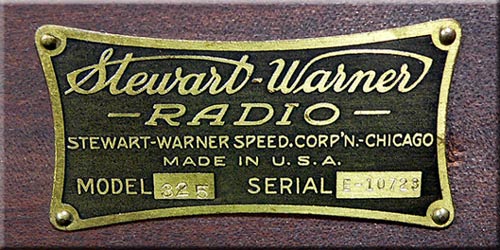 Stewart-Warner
—RADIO—
STEWART-WARNER SPEED.CORP'N.-CHICAGO
MADE IN U.S.A.
MODEL 325 SERIAL E-10723